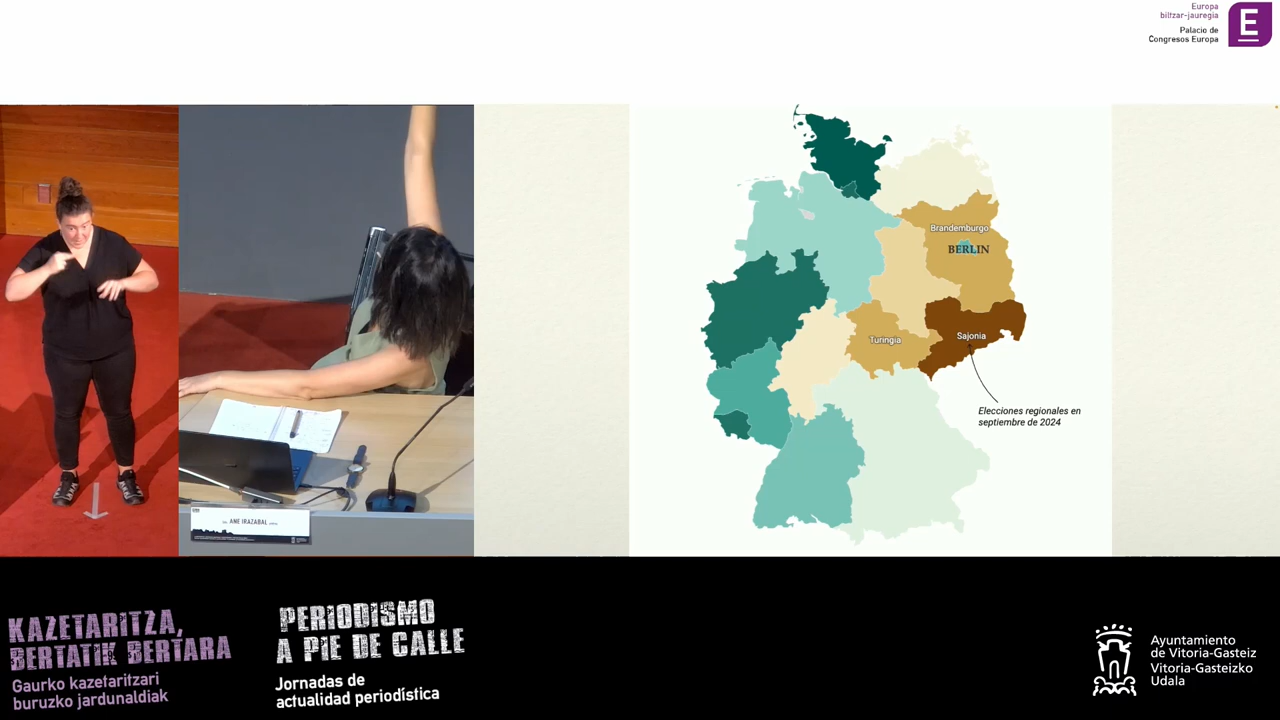 Europa
biltzar-jauregia
Palacio de
Congresos Europa
E
Brandemburgo
BERLIN
Turingia
Sajonia
Elecciones regionales en
septiembre de 2024
ANE IRAZABAL
KAZETARITZA,
BERTATIK BERTARA
Gaurko kazetaritzari
buruzko jardunaldiak
PERIODISMO
A PIE DE CALLE
Jornadas de
actualidad periodística
Ayuntamiento
de Vitoria-Gasteiz
Vitoria-Gasteizko
Udala